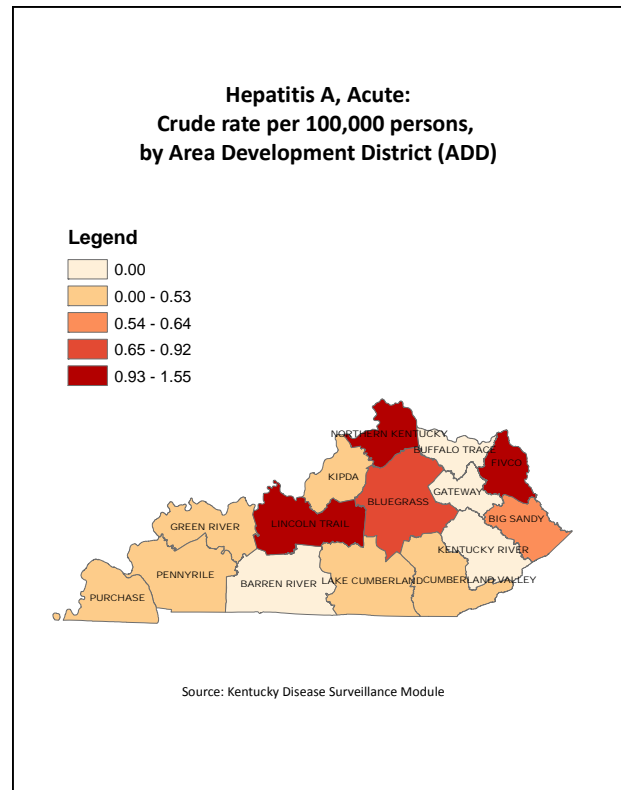 Hepatitis A, Acute:
Crude rate per 100,000 persons,
by Area Development District (ADD)
Legend
0.00
0.00 - 0.53
0.54 - 0.64
0.65 - 0.92
0.93 - 1.55
NORTHERN KENTUCKY
BUFFALO TRACE
FIVCO
KIPDA
GATEWAY
BLUEGRASS
BIG SANDY
LINCOLN TRAIL
GREEN RIVER
KENTUCKY RIVER
PENNYRILE
BARREN RIVER
LAKE CUMBERLAND
CUMBERLAND VALLEY
PURCHASE
Source: Kentucky Disease Surveillance Module